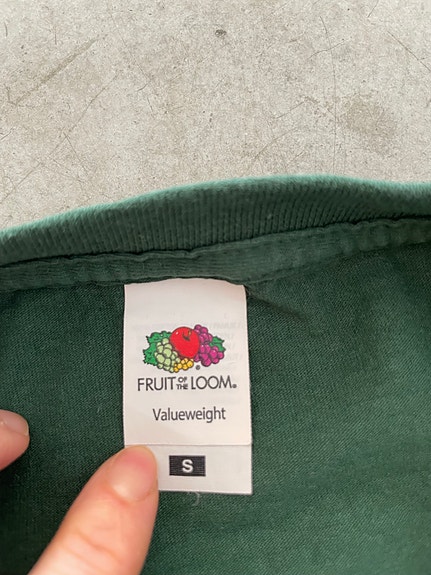 FRUIT OF THE LOOM®
Valueweight
S